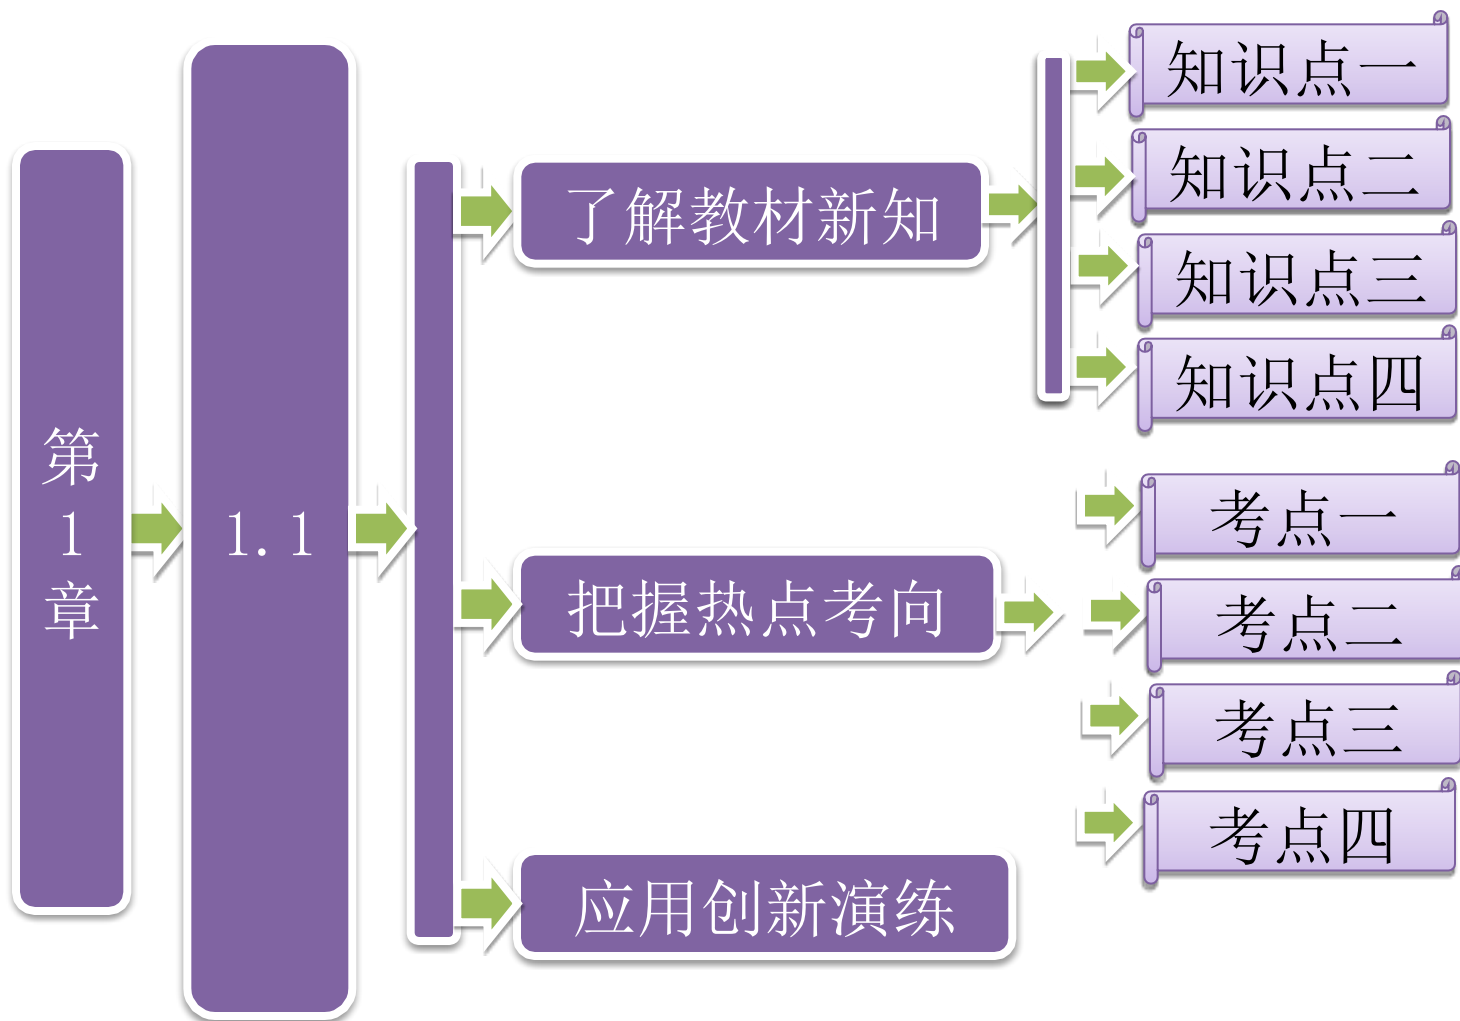 第
1
章
1.1
了解教材新知
知识点一
知识点二
知识点三
知识点四
把握热点考向
考点一
考点二
考点三
考点四
应用创新演练